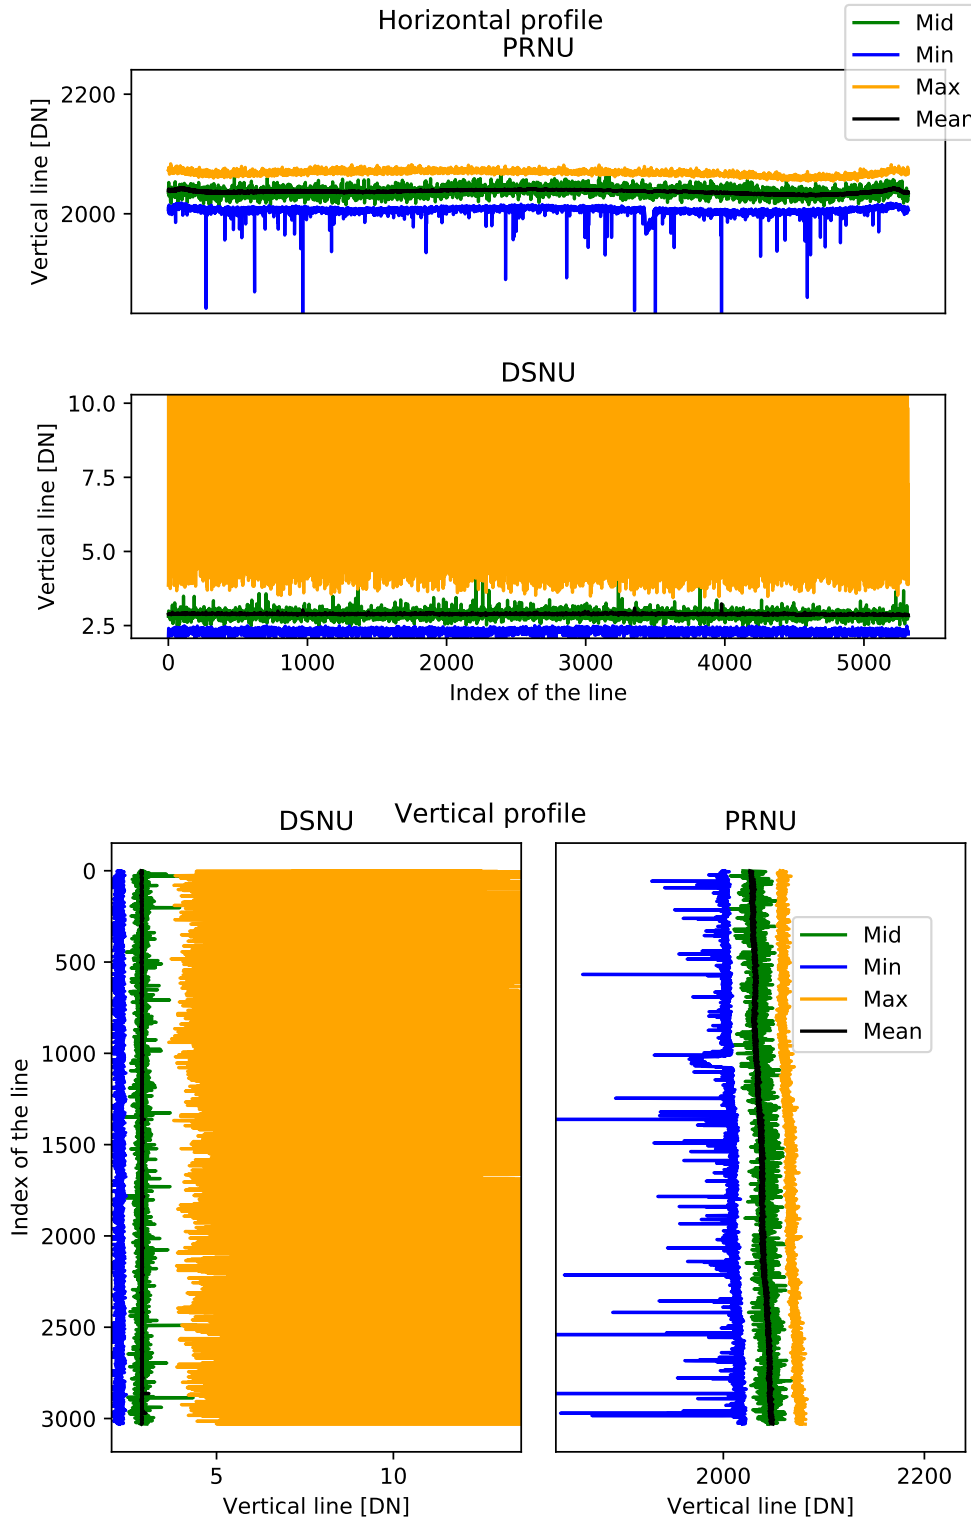 Horizontal profile
PRNU
Mid
Min
Max
Mean
Vertical line [DN]
2200
2000
DSNU
Vertical line [DN]
10.0
7.5
5.0
2.5
0 1000 2000 3000 4000 5000
Index of the line
Vertical profile
DSNU
PRNU
Index of the line
0
500
1000
1500
2000
2500
3000
Mid
Min
Max
Mean
5 10
2000 2200
Vertical line [DN]
Vertical line [DN]